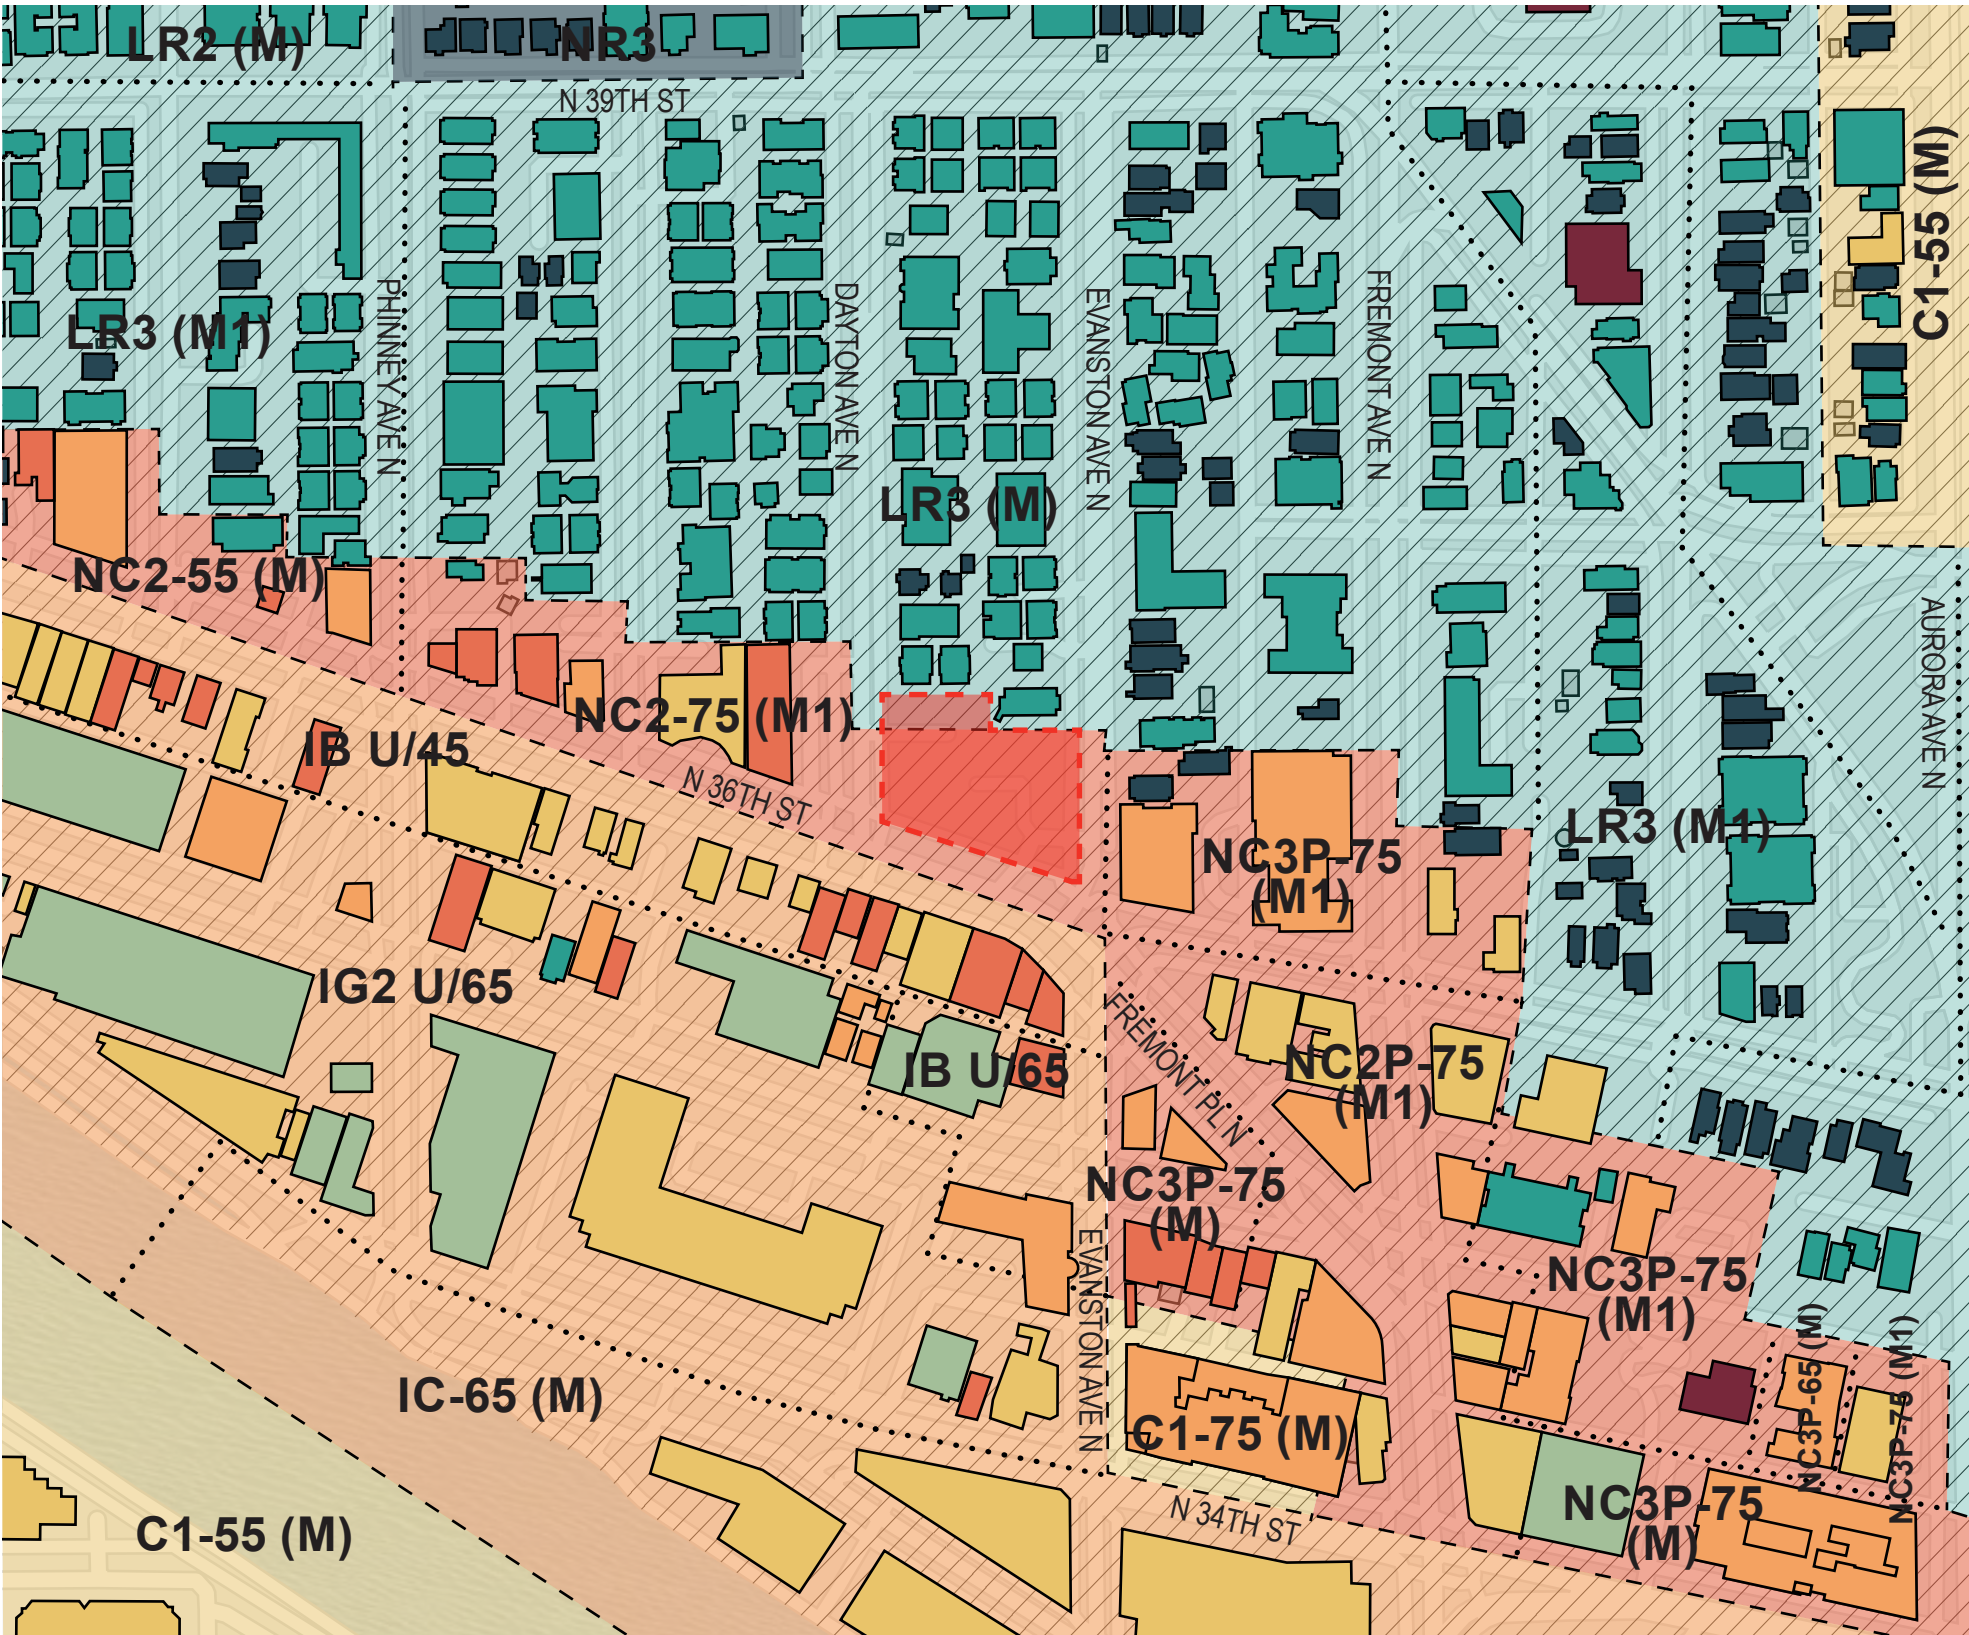 LR2 (M)
NR3
N 39TH ST
C1-55 (M)
PHINNEY AVE N
DAYTON AVE N
EVANSTON AVE N
FREMONT AVE N
LR3 (M1)
LR3 (M)
NC2-55 (M)
AURORA AVE N
NC2-75 (M1)
IB U/45
N 36TH ST
LR3 (M1)
NC3P-75
(M1)
IG2 U/65
IB U/65
FREMONT PL N
NC2P-75
(M1)
NC3P-75
(M)
EVANSTON AVE N
NC3P-75
(M1)
NC3P-65 (M)
NC3P-75 (M1)
IC-65 (M)
C1-75 (M)
N 34TH ST
NC3P-75
(M)
C1-55 (M)